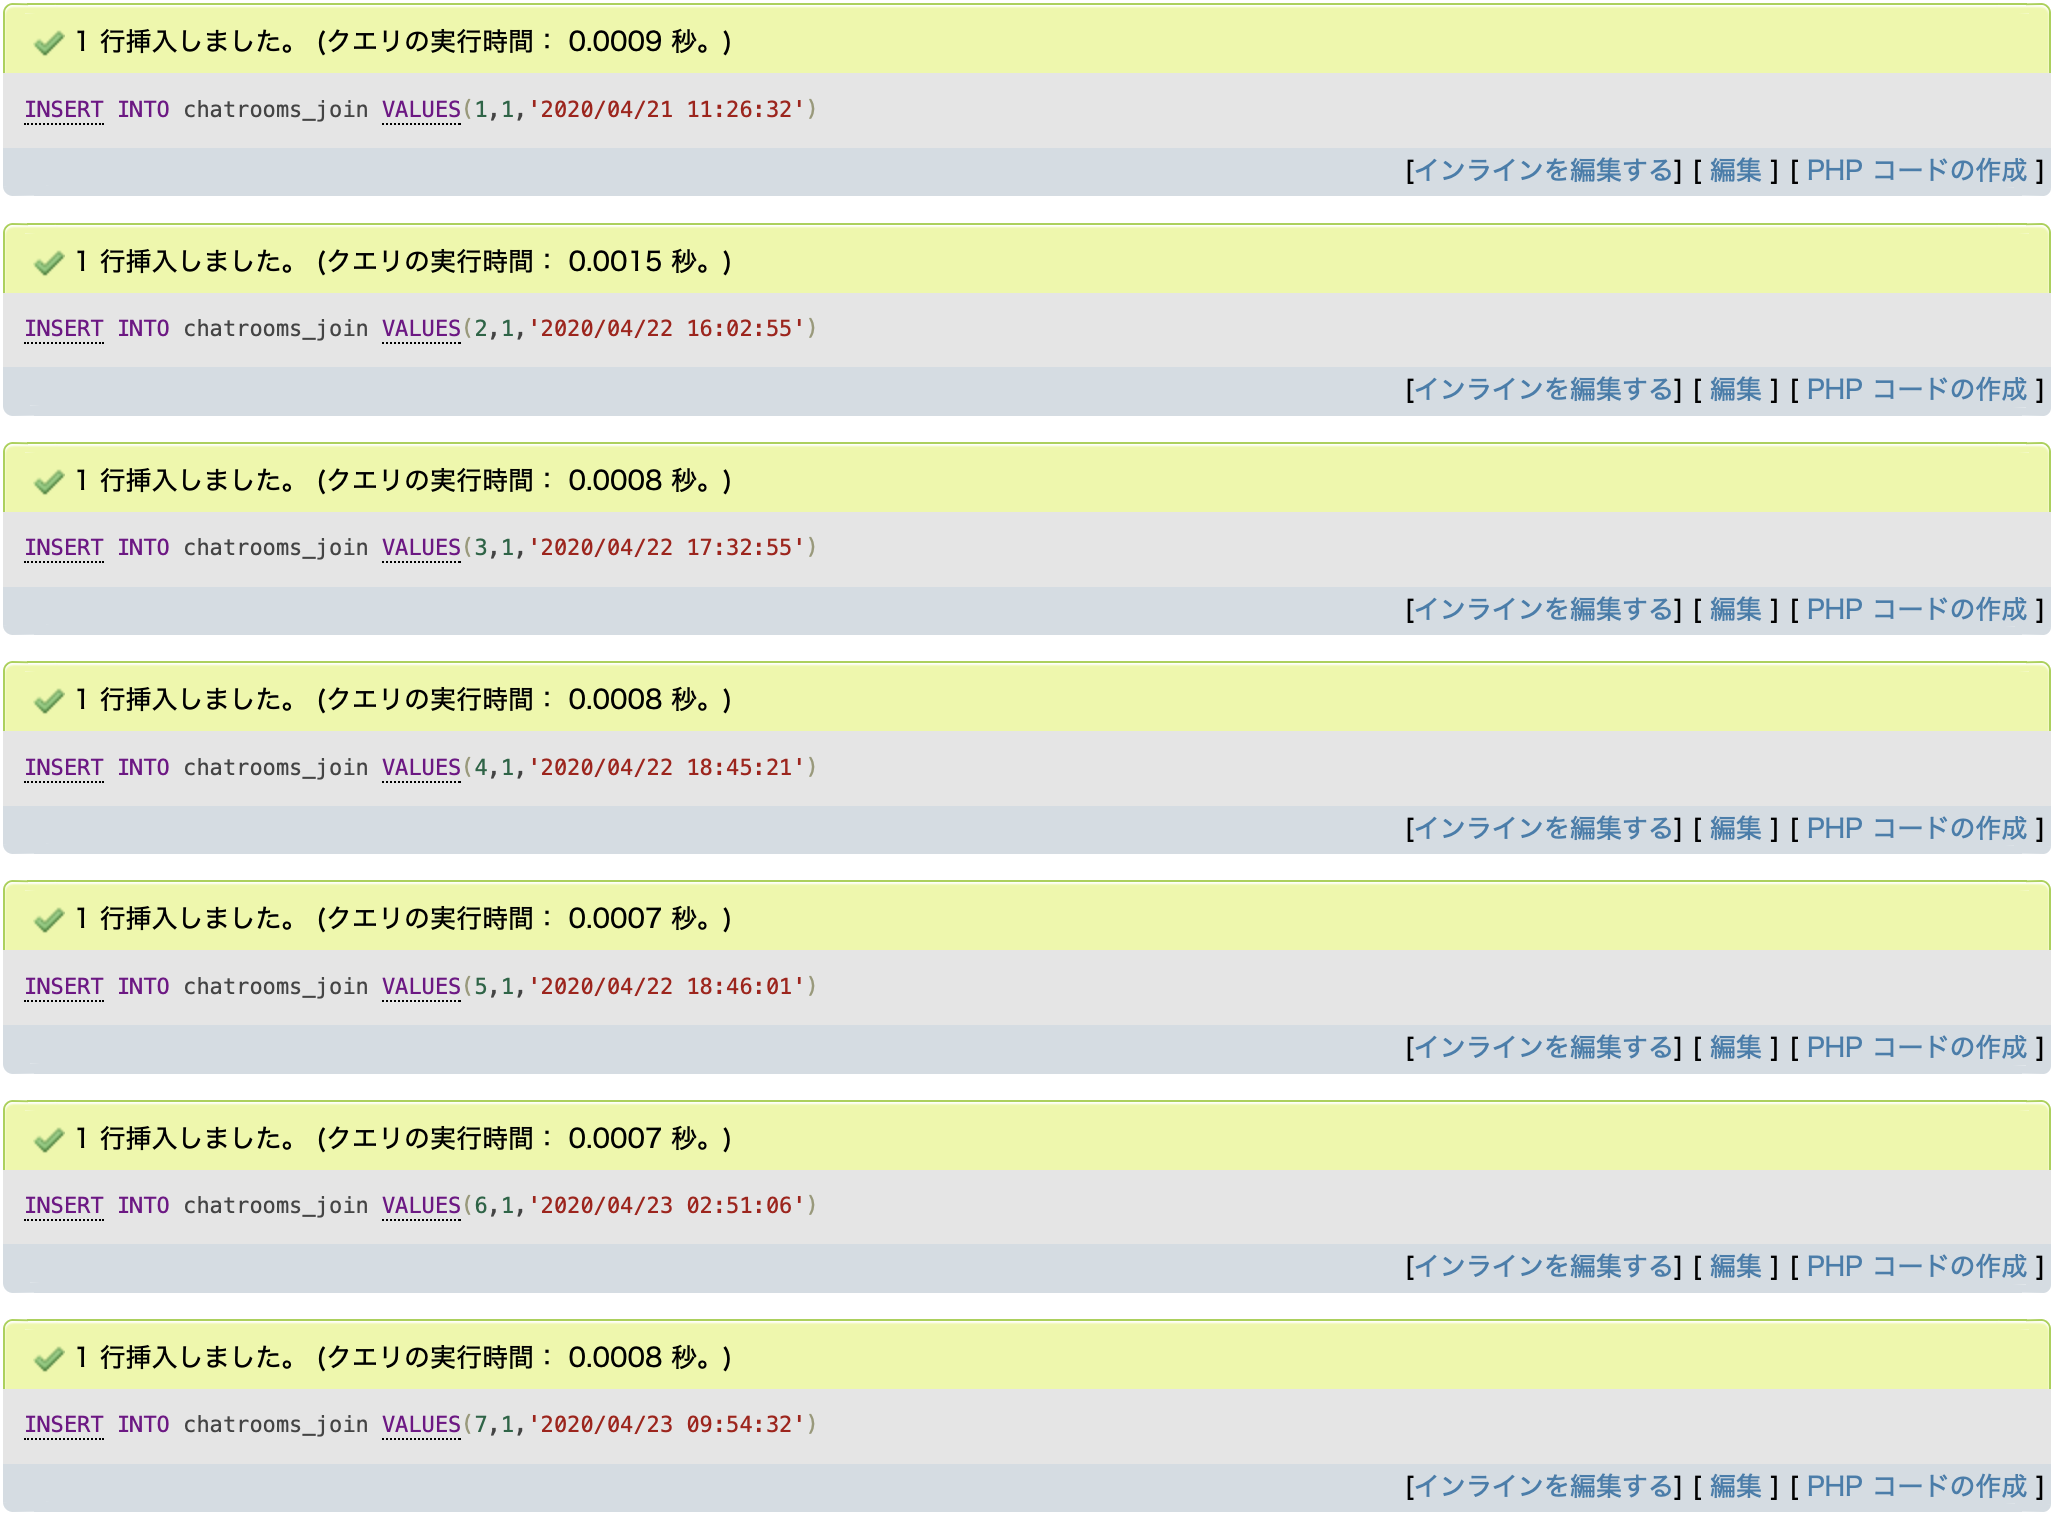 1 行挿入しました。 (クエリの実行時間： 0.0009 秒。)
INSERT INTO chatrooms_join VALUES(1,1,'2020/04/21 11:26:32')
[インラインを編集する] [ 編集 ] [ PHP コードの作成 ]
1 行挿入しました。 (クエリの実行時間： 0.0015 秒。)
INSERT INTO chatrooms_join VALUES(2,1,'2020/04/22 16:02:55')
[インラインを編集する] [ 編集 ] [ PHP コードの作成 ]
1 行挿入しました。 (クエリの実行時間： 0.0008 秒。)
INSERT INTO chatrooms_join VALUES(3,1,'2020/04/22 17:32:55')
[インラインを編集する] [ 編集 ] [ PHP コードの作成 ]
1 行挿入しました。 (クエリの実行時間： 0.0008 秒。)
INSERT INTO chatrooms_join VALUES(4,1,'2020/04/22 18:45:21')
[インラインを編集する] [ 編集 ] [ PHP コードの作成 ]
1 行挿入しました。 (クエリの実行時間： 0.0007 秒。)
INSERT INTO chatrooms_join VALUES(5,1,'2020/04/22 18:46:01')
[インラインを編集する] [ 編集 ] [ PHP コードの作成 ]
1 行挿入しました。 (クエリの実行時間： 0.0007 秒。)
INSERT INTO chatrooms_join VALUES(6,1,'2020/04/23 02:51:06')
[インラインを編集する] [ 編集 ] [ PHP コードの作成 ]
1 行挿入しました。 (クエリの実行時間： 0.0008 秒。)
INSERT INTO chatrooms_join VALUES(7,1,'2020/04/23 09:54:32')
[インラインを編集する] [ 編集 ] [ PHP コードの作成 ]